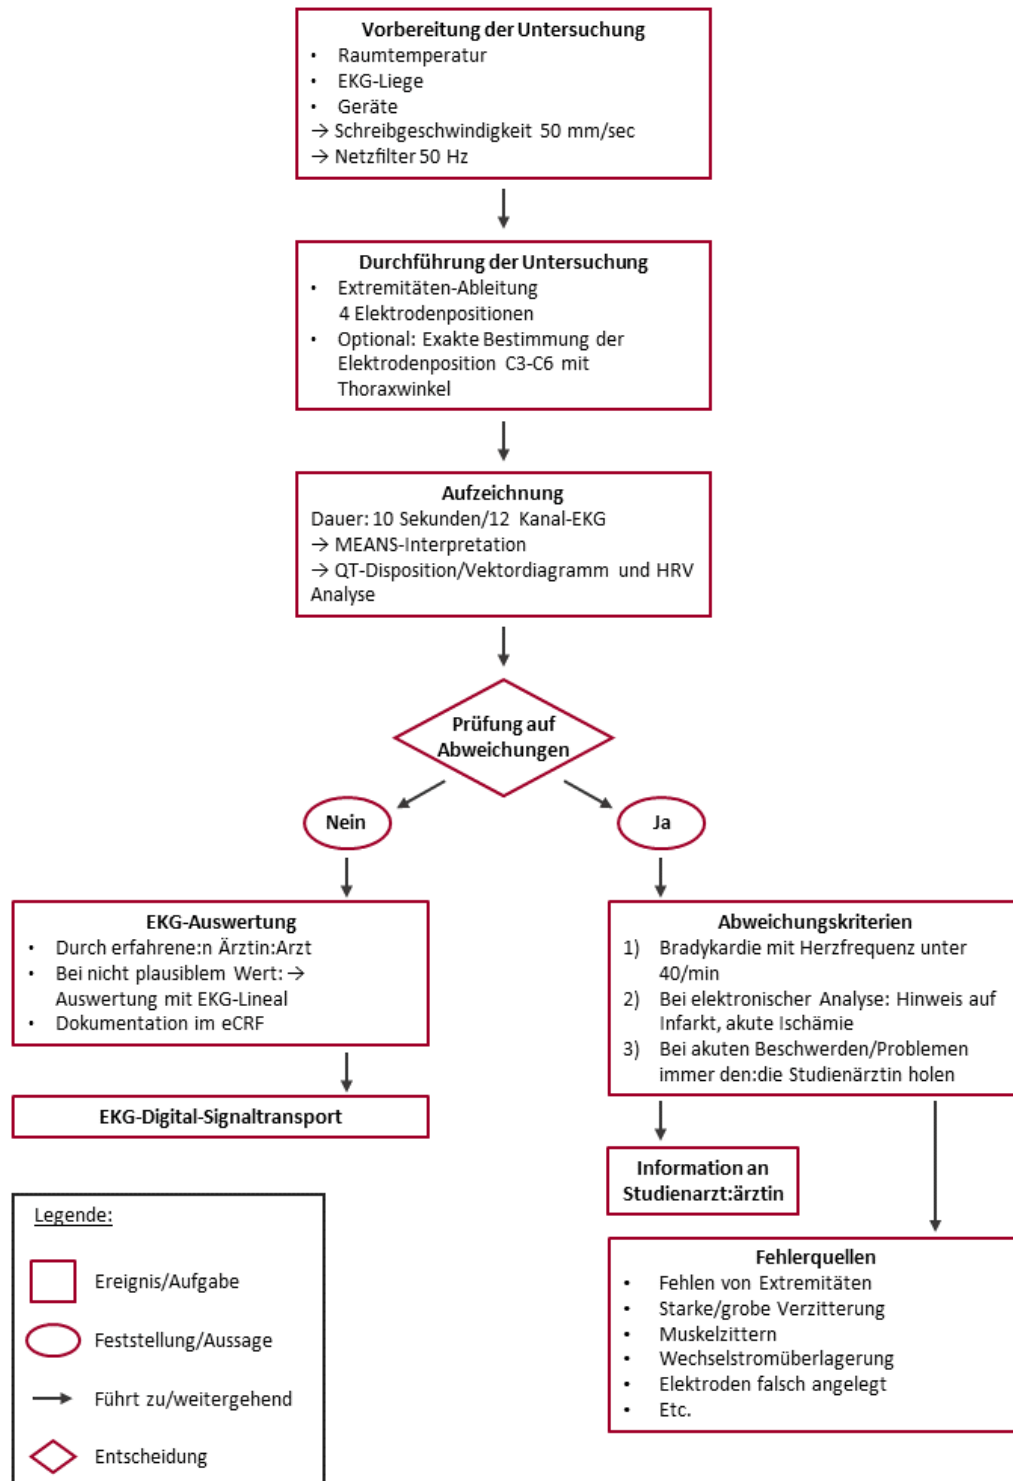 Vorbereitung der Untersuchung
• Raumtemperatur
• EKG-Liege
• Geräte
→ Schreibgeschwindigkeit 50 mm/sec
→ Netzfilter 50 Hz
Durchführung der Untersuchung
• Extremitäten-Ableitung
4 Elektrodenpositionen
• Optional: Exakte Bestimmung der
Elektrodenposition C3-C6 mit
Thoraxwinkel
Aufzeichnung
Dauer: 10 Sekunden/12 Kanal-EKG
→ MEANS-Interpretation
→ QT-Disposition/Vektordiagramm und HRV
Analyse
Prüfung auf
Abweichungen
Nein
Ja
EKG-Auswertung
• Durch erfahrene:n Ärztin:Arzt
• Bei nicht plausiblem Wert: →
Auswertung mit EKG-Lineal
• Dokumentation im eCRF
EKG-Digital-Signaltransport
Abweichungskriterien
1) Bradykardie mit Herzfrequenz unter
40/min
2) Bei elektronischer Analyse: Hinweis auf
Infarkt, akute Ischämie
3) Bei akuten Beschwerden/Problemen
immer den:die Studienärztin holen
Information an
Studienarzt:ärztin
Fehlerquellen
• Fehlen von Extremitäten
• Starke/grobe Verzitterung
• Muskelzittern
• Wechselstromüberlagerung
• Elektroden falsch angelegt
• Etc.
Legende:
Ereignis/Aufgabe
Feststellung/Aussage
Führt zu/weitergehend
Entscheidung